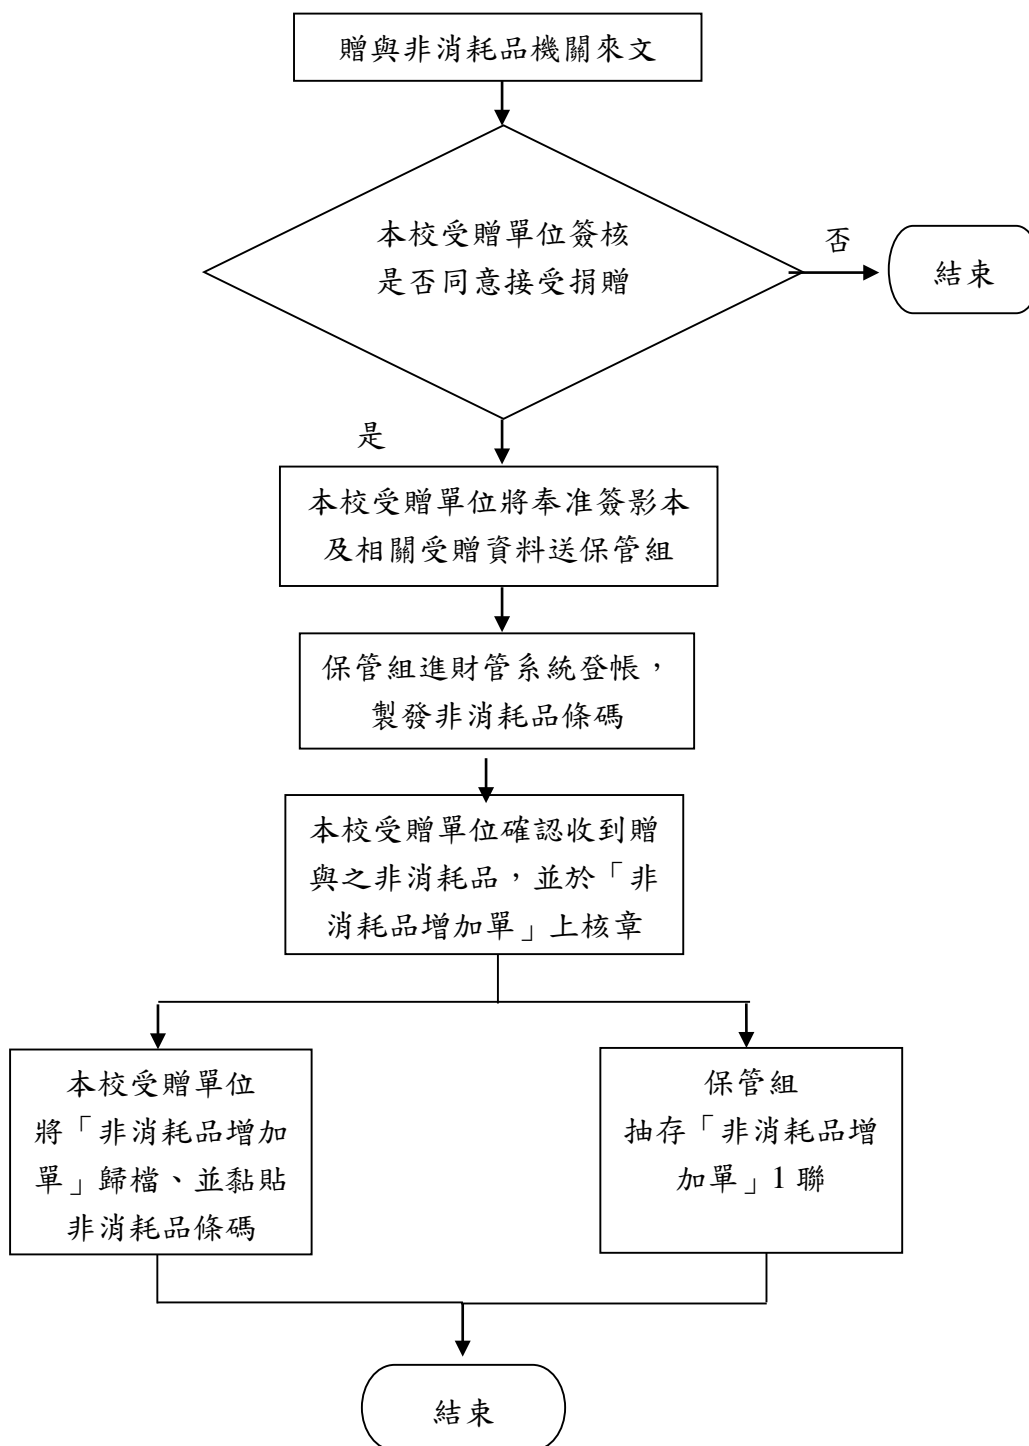 贈與非消耗品機關來文
本校受贈單位簽核
是否同意接受捐贈
否
結束
是
本校受贈單位將奉准簽影本
及相關受贈資料送保管組
保管組進財管系統登帳，
製發非消耗品條碼
本校受贈單位確認收到贈
與之非消耗品，並於「非
消耗品增加單」上核章
本校受贈單位
將「非消耗品增加
單」歸檔、並黏貼
非消耗品條碼
保管組
抽存「非消耗品增
加單」1 聯
結束